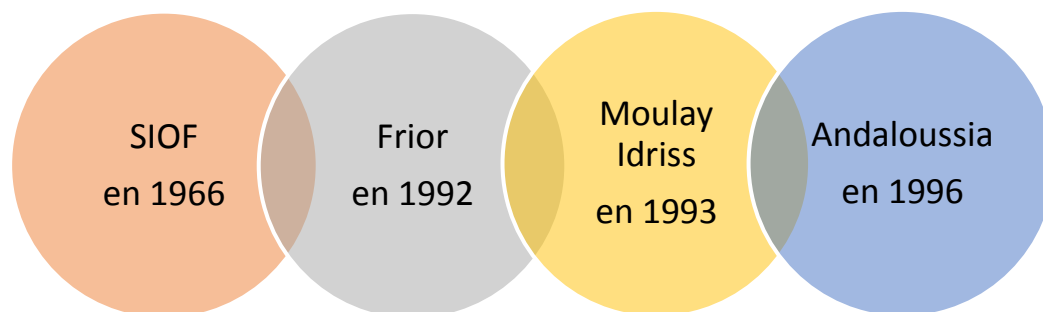 SIOF
en 1966
Frior
en 1992
Moulay
Idriss
en 1993
Andaloussia
en 1996